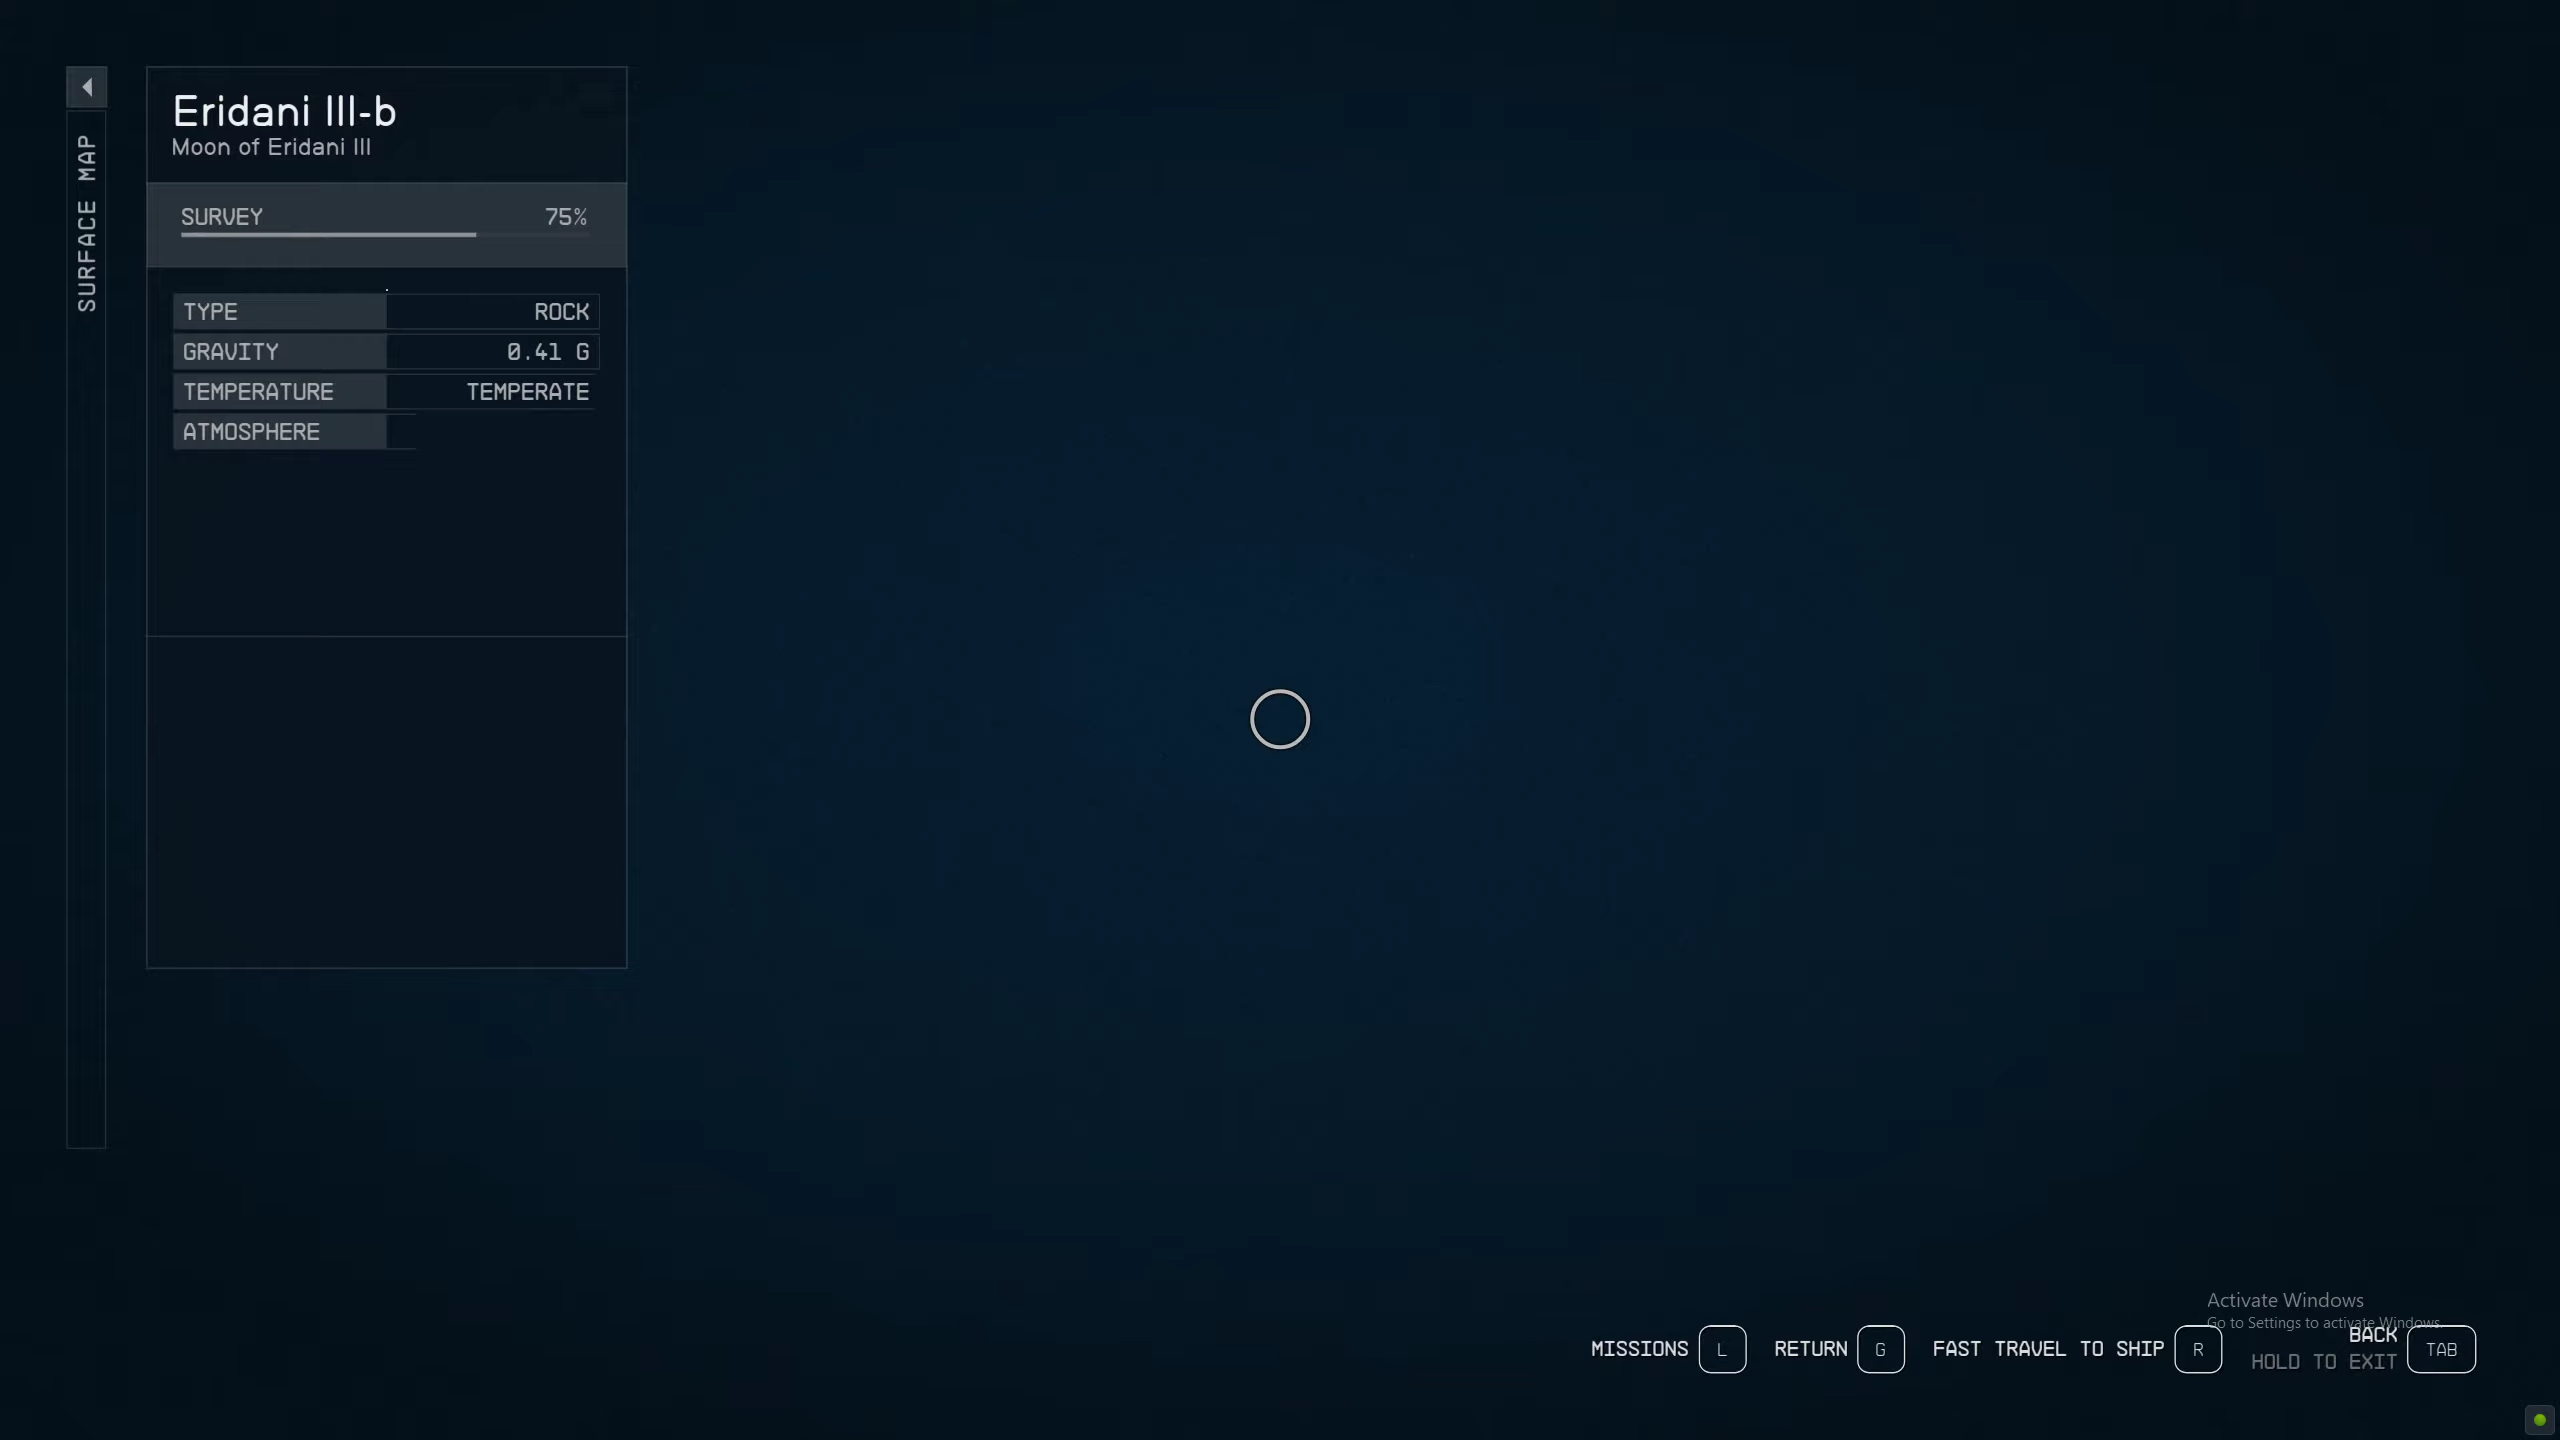 SURFACE MAP
Eridani III-b
Moon of Eridani III
SURVEY 75%
TYPE ROCK
GRAVITY 0.41 G
TEMPERATURE TEMPERATE
ATMOSPHERE
Activate Windows
Go to Settings to activate Windows.
MISSIONS L RETURN G FAST TRAVEL TO SHIP R BACK TAB
HOLD TO EXIT